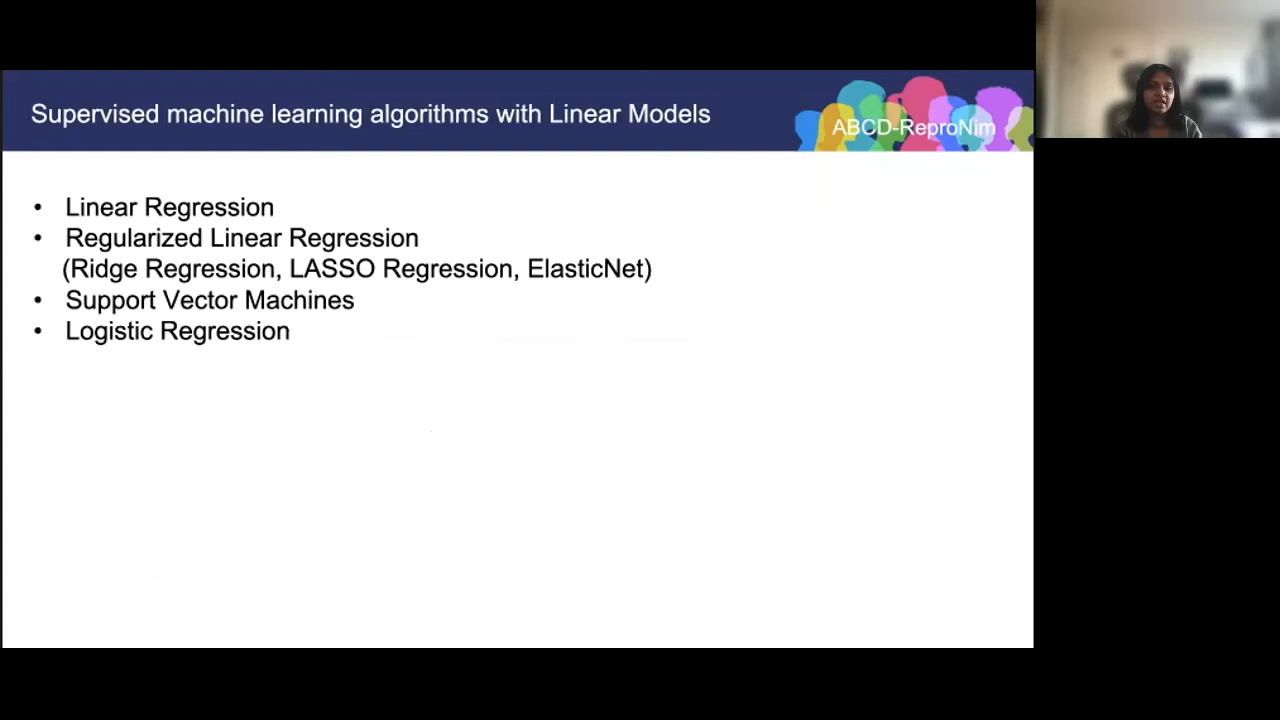 Supervised machine learning algorithms with Linear Models
ABCD-ReproNim
• Linear Regression
• Regularized Linear Regression
(Ridge Regression, LASSO Regression, ElasticNet)
• Support Vector Machines
• Logistic Regression